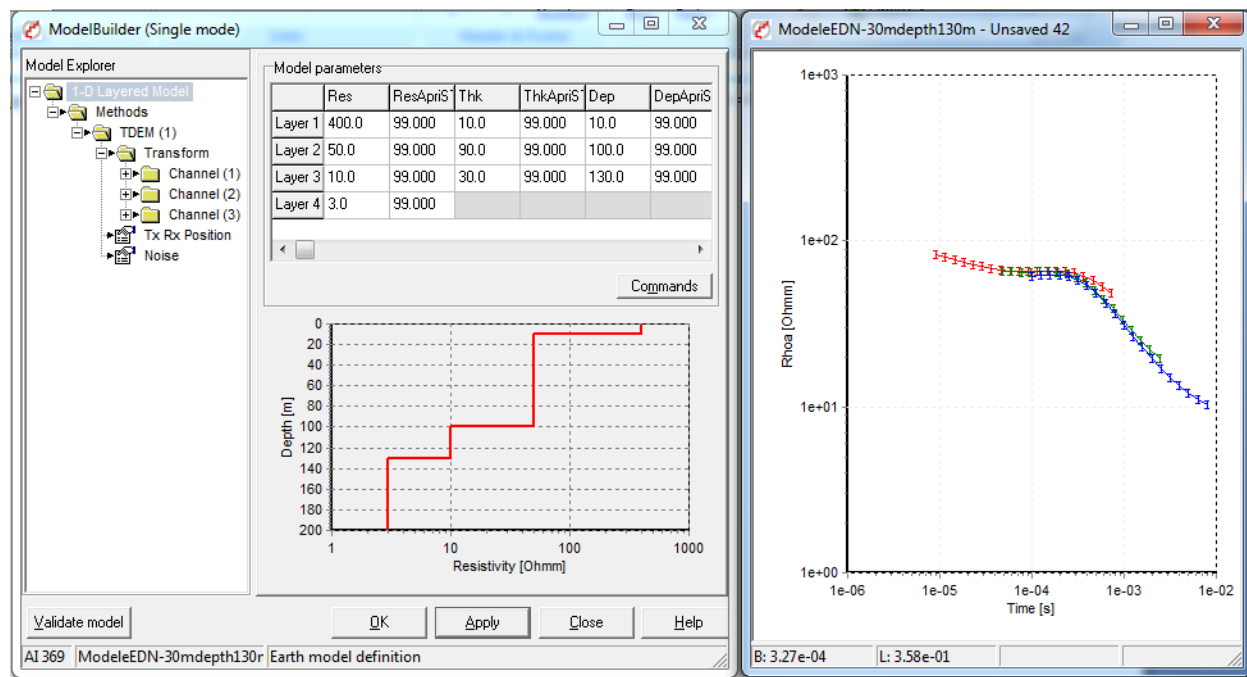 ModelBuilder (Single mode)
Model Explorer
1-D Layered Model
Methods
TDEM (1)
Transform
Channel (1)
Channel (2)
Channel (3)
Tx Rx Position
Noise
Model parameters
Res ResApriS Thk ThkApriS Dep DepApriS
Layer 1 400.0 99.000 10.0 99.000 10.0 99.000
Layer 2 50.0 99.000 90.0 99.000 100.0 99.000
Layer 3 10.0 99.000 30.0 99.000 130.0 99.000
Layer 4 3.0 99.000
Commands
Depth [m]
0
20
40
60
80
100
120
140
160
180
200
1 10 100 1000
Resistivity [Ohmm]
Validate model
OK Apply Close Help
AI 369 ModeleEDN-30mdepth130r Earth model definition
ModeleEDN-30mdepth130m - Unsaved 42
Rhoa [Ohmm]
1e+03
1e+02
1e+01
1e+00
1e-06 1e-05 1e-04 1e-03 1e-02
Time [s]
B: 3.27e-04 L: 3.58e-01